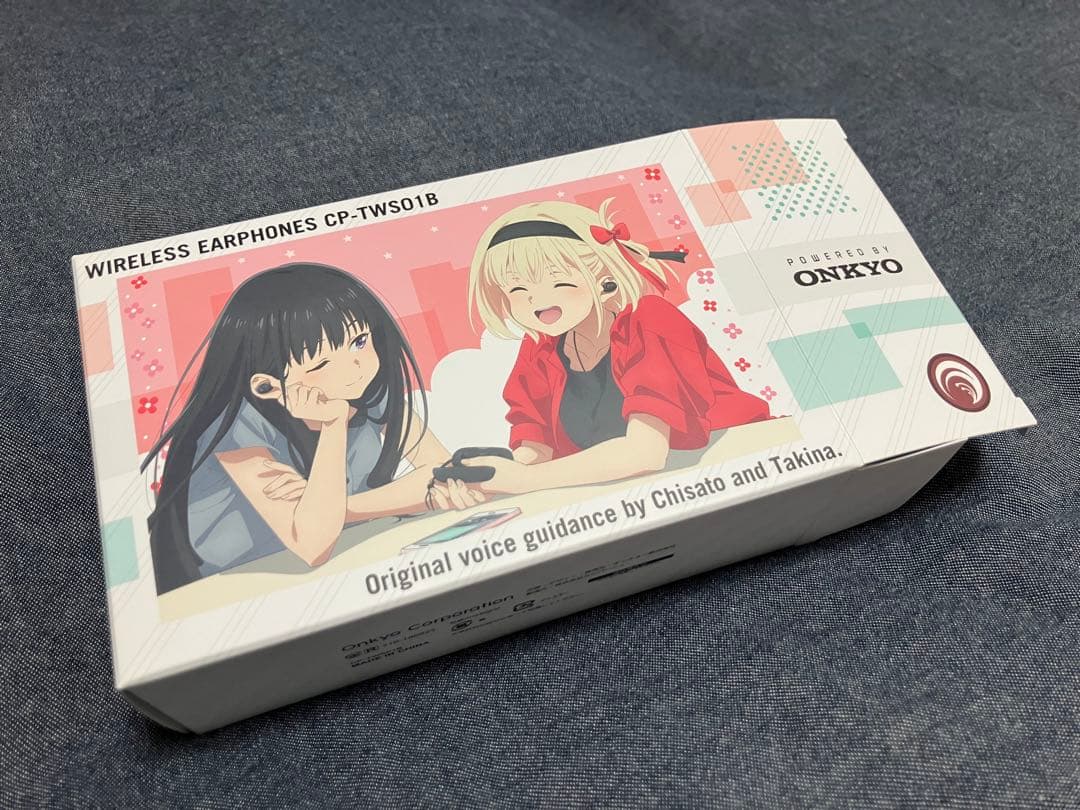 WIRELESS EARPHONES CP-TWS01B
POWERED BY
ONKYO
Original voice guidance by Chisato and Takina.
Onkyo Corporation
MADE IN CHINA